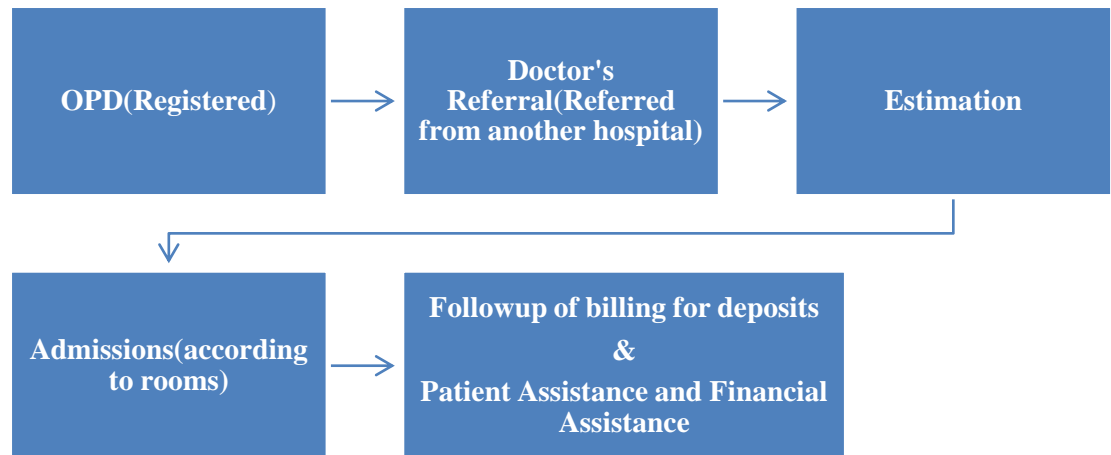 OPD(Registered)
Doctor's
Referral(Referred
from another hospital)
Estimation
Admissions(according
to rooms)
Followup of billing for deposits
&
Patient Assistance and Financial
Assistance